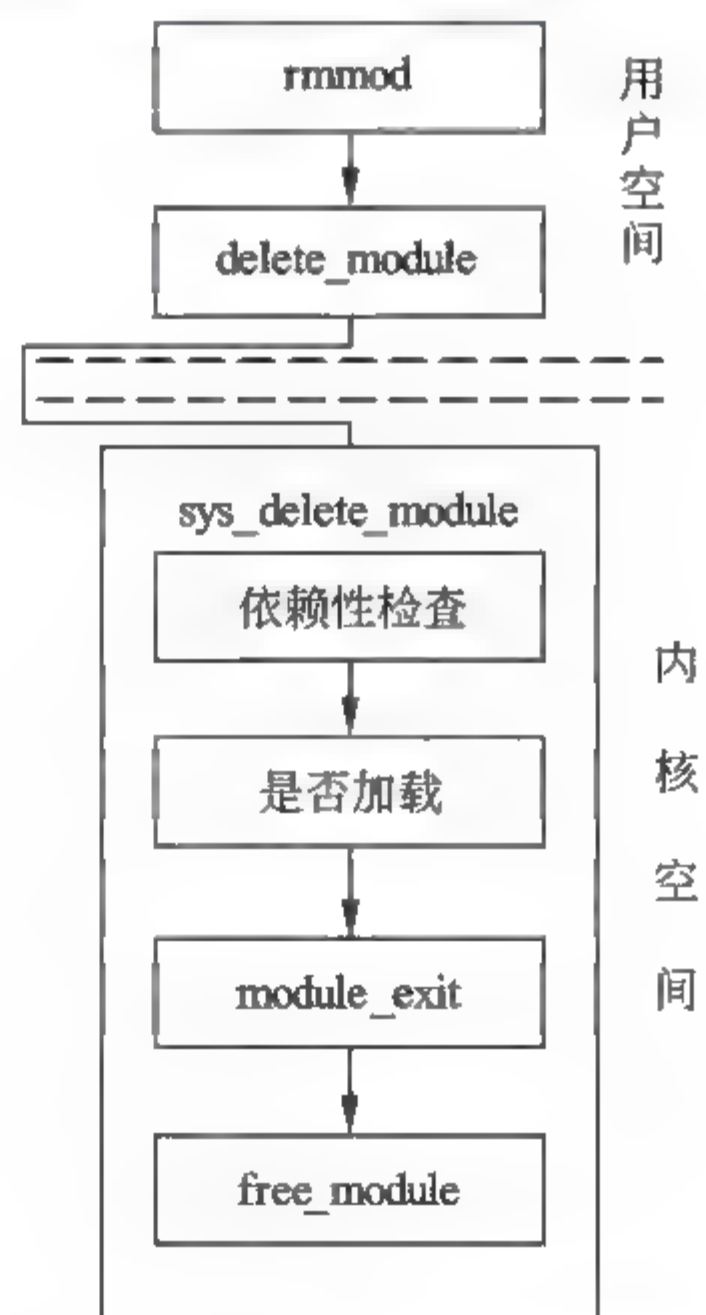 rmmod
用户空间
delete_module
sys_delete_module
依赖性检查
是否加载
module_exit
free_module
内核空间